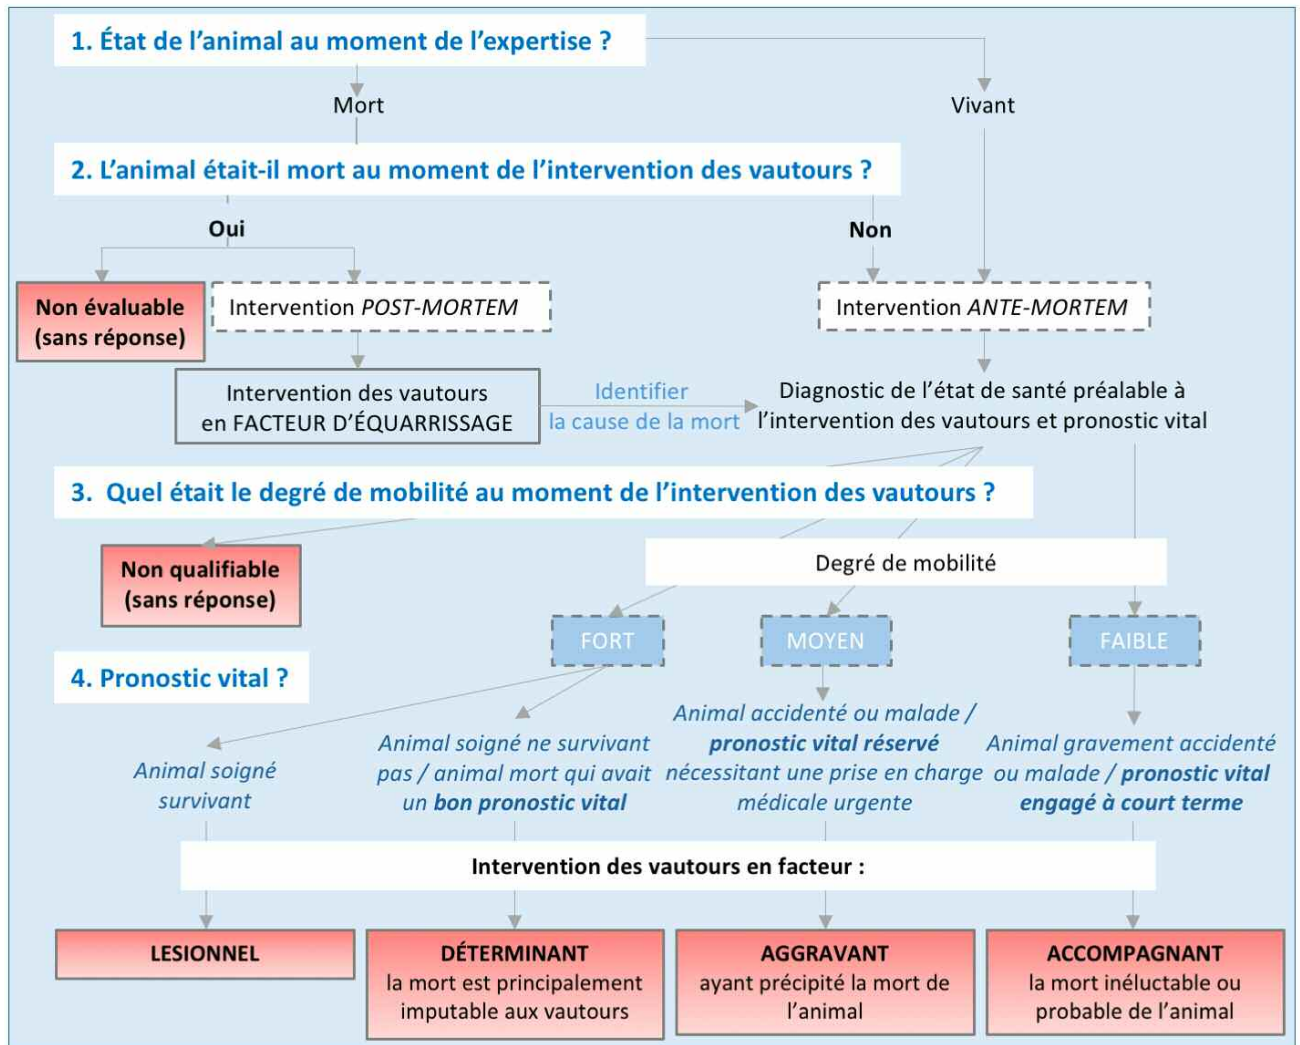 1. État de l’animal au moment de l’expertise ?
Mort
Vivant
2. L’animal était-il mort au moment de l’intervention des vautours ?
Oui
Non
Non évaluable
(sans réponse)
Intervention POST-MORTEM
Intervention ANTE-MORTEM
Intervention des vautours
en FACTEUR D’ÉQUARRISSAGE
Identifier
la cause de la mort
Diagnostic de l’état de santé préalable à
l’intervention des vautours et pronostic vital
3. Quel était le degré de mobilité au moment de l’intervention des vautours ?
Non qualifiable
(sans réponse)
Degré de mobilité
FORT
MOYEN
FAIBLE
4. Pronostic vital ?
Animal soigné
survivant
Animal soigné ne survivant
pas / animal mort qui avait
un bon pronostic vital
Animal accidenté ou malade /
pronostic vital réservé
nécessitant une prise en charge
médicale urgente
Animal gravement accidenté
ou malade / pronostic vital
engagé à court terme
Intervention des vautours en facteur :
LESIONNEL
DÉTERMINANT
la mort est principalement
imputable aux vautours
AGGRAVANT
ayant précipité la mort de
l’animal
ACCOMPAGNANT
la mort inéluctable ou
probable de l’animal